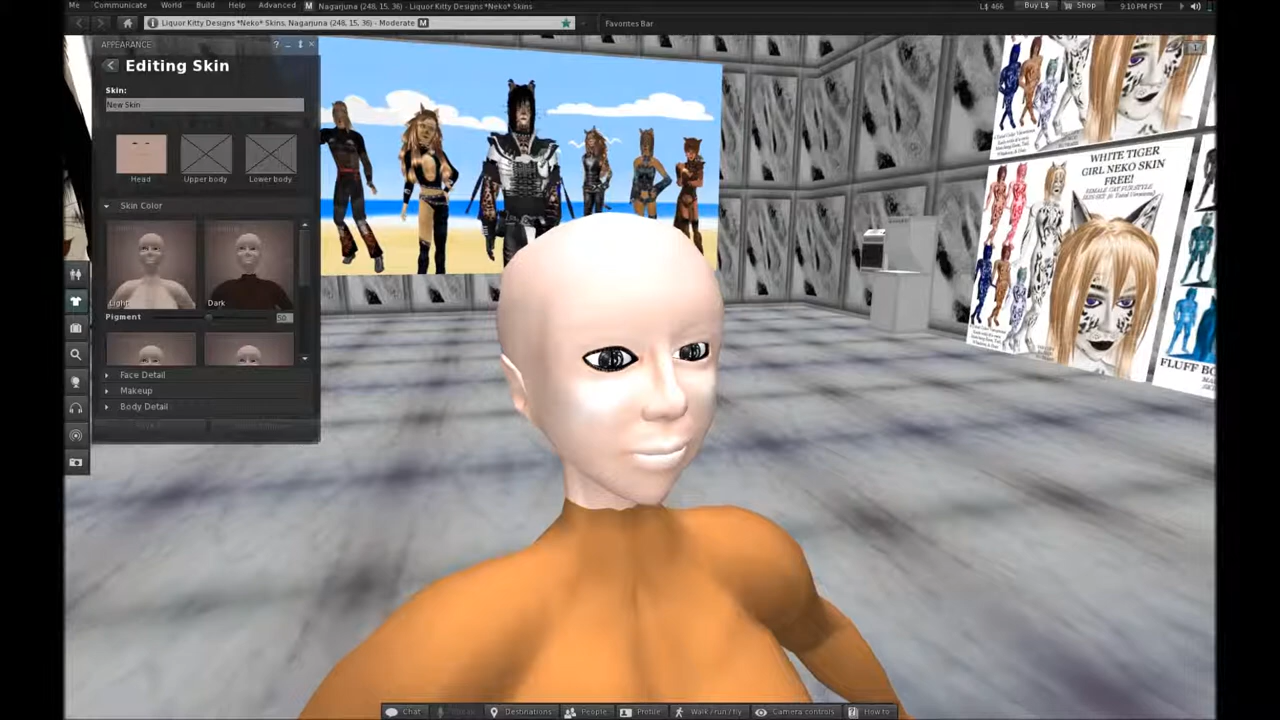 Me Communicate World Build Help Advanced M Nagarjuna (248, 15, 36) - Liquor Kitty Designs *Neko* Skins L$ 466 Buy L$ Shop 9:10 PM PST
Liquor Kitty Designs *Neko* Skins, Nagarjuna (248, 15, 36) - Moderate M Favorites Bar
APPEARANCE ?
Editing Skin
Skin:
New Skin
Head Upper body Lower body
Skin Color
Light Dark
Pigment 50
Face Detail
Makeup
Body Detail
1
WHITE TIGER
GIRL NEKO SKIN
FREE!!
FLUFF BO
Chat Destinations People Profile Walk / run / fly Camera controls How to